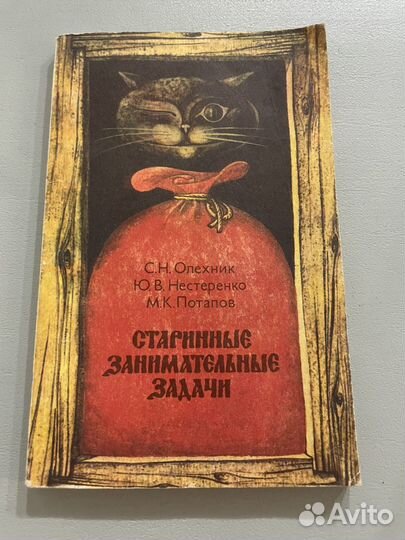 С.Н. Олехник
Ю.В. Нестеренко
М.К. Потапов
СТАРИННЫЕ
ЗАНИМАТЕЛЬНЫЕ
ЗАДАЧИ
Avito